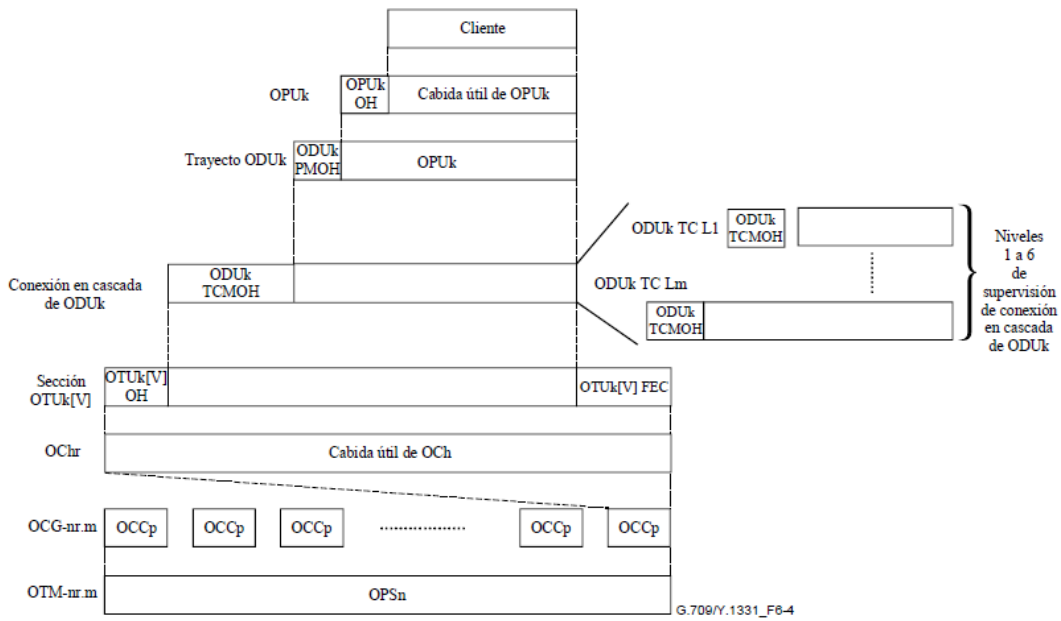 Cliente
OPUk
OPUk
OH
Cabida útil de OPUk
Trayecto ODUk
ODUk
PMOH
OPUk
ODUk TC L1
ODUk
TCMOH
Conexión en cascada
de ODUk
ODUk
TCMOH
ODUk TC Lm
ODUk
TCMOH
Niveles
1 a 6
de
supervisión
de conexión
en cascada
de ODUk
Sección
OTUk[V]
OTUk[V]
OH
OTUk[V] FEC
OChr
Cabida útil de OCh
OCG-nr.m
OCCp
OCCp
OCCp
OCCp
OCCp
OTM-nr.m
OPSn
G.709/Y.1331_F6-4